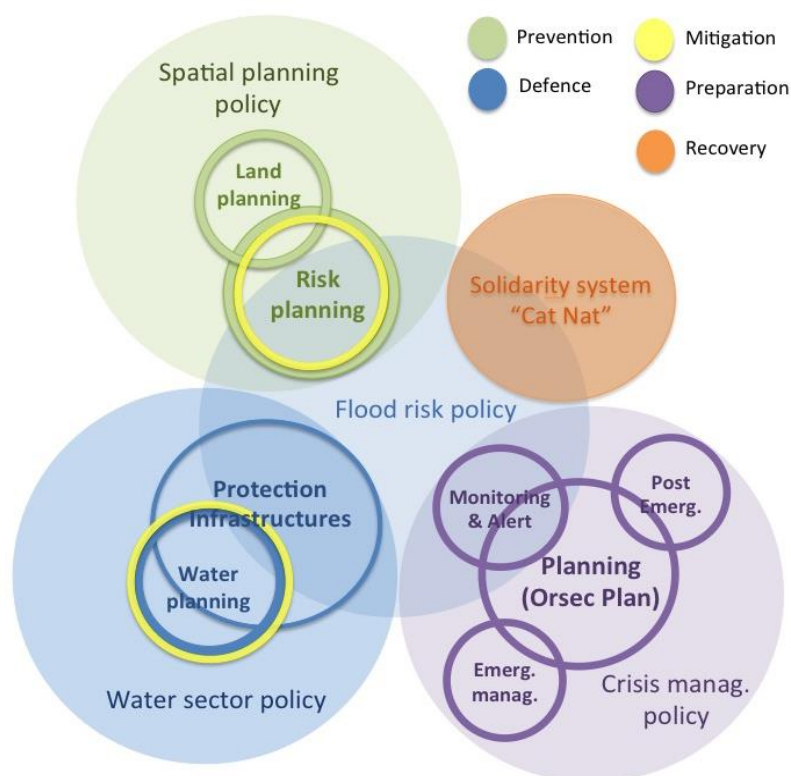 Prevention
Mitigation
Defence
Preparation
Recovery
Spatial planning
policy
Land
planning
Risk
planning
Solidarity system
“Cat Nat”
Flood risk policy
Protection
Infrastructures
Water
planning
Water sector policy
Monitoring
& Alert
Post
Emerg.
Planning
(Orsec Plan)
Emerg.
manag.
Crisis manag.
policy